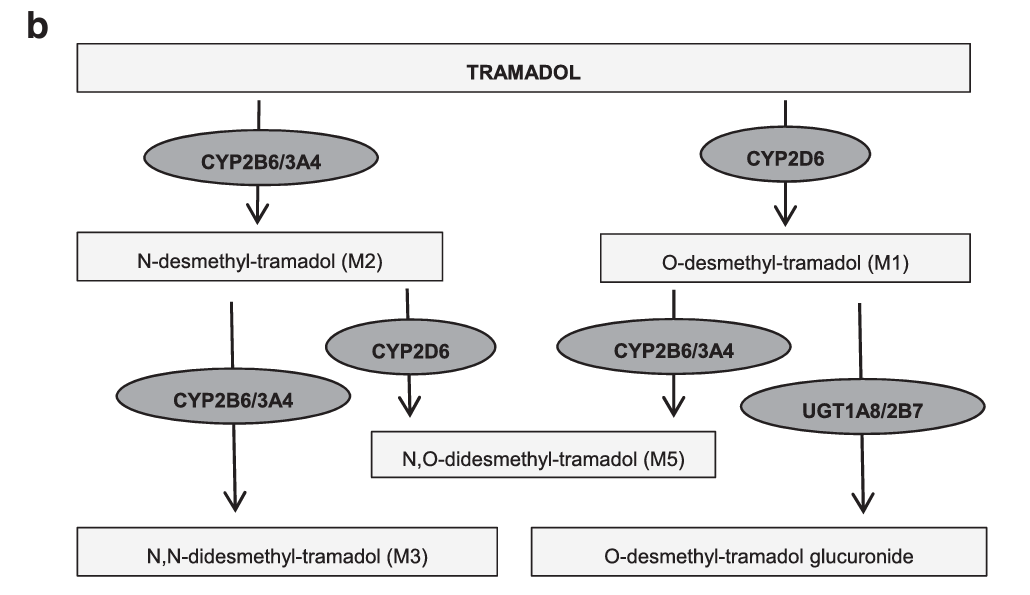 b
TRAMADOL
CYP2B6/3A4
CYP2D6
N-desmethyl-tramadol (M2)
O-desmethyl-tramadol (M1)
CYP2D6
CYP2B6/3A4
CYP2B6/3A4
UGT1A8/2B7
N,O-didesmethyl-tramadol (M5)
N,N-didesmethyl-tramadol (M3)
O-desmethyl-tramadol glucuronide